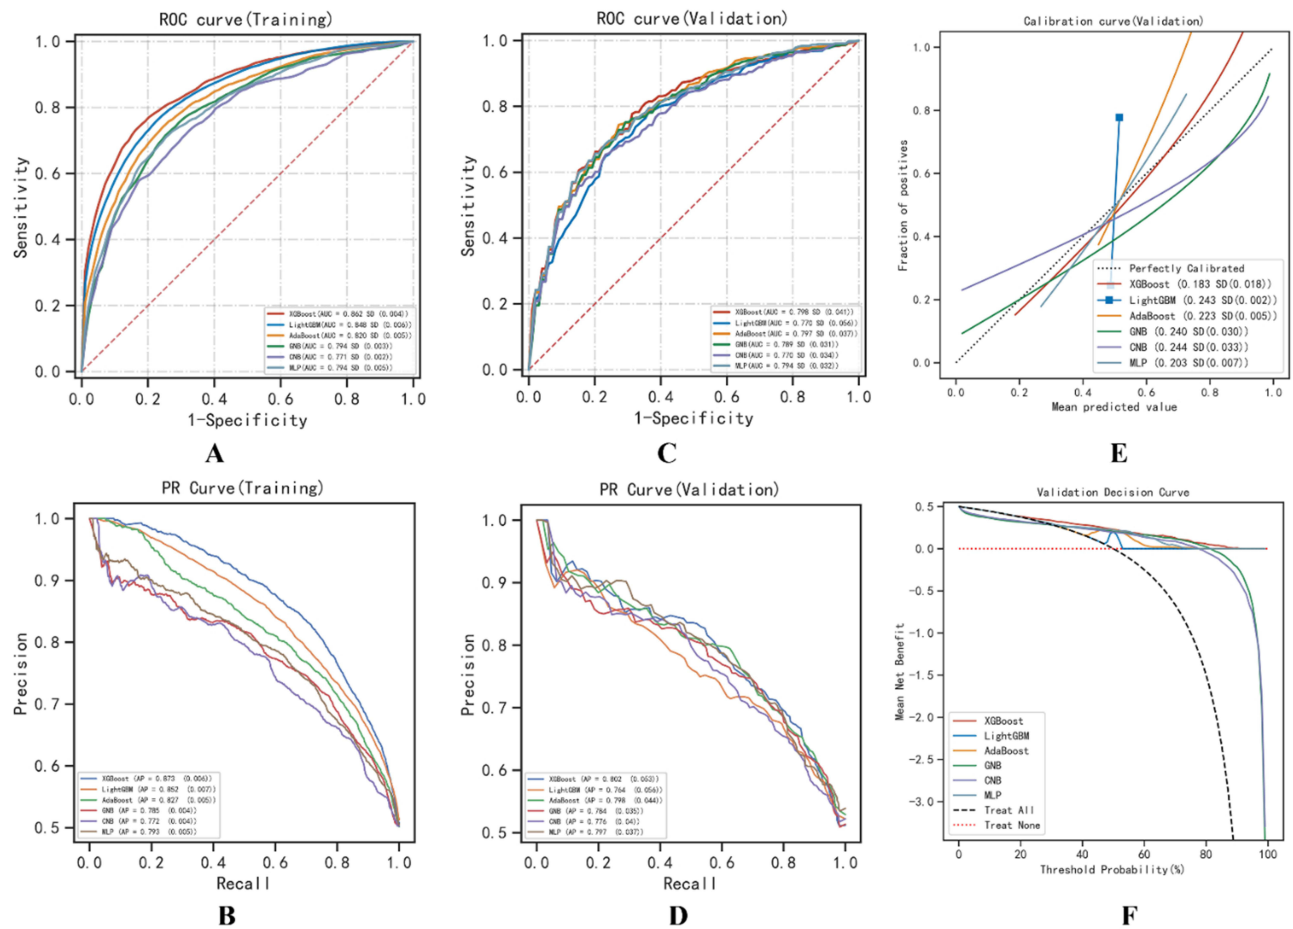 ROC curve(Training)
1.0
0.8
0.6
0.4
0.2
0.0
Sensitivity
XGBoost(AUC = 0.862 SD (0.004))
LightGBM(AUC = 0.848 SD (0.006))
AdaBoost(AUC = 0.820 SD (0.005))
GNB(AUC = 0.794 SD (0.003))
CNB(AUC = 0.771 SD (0.002))
MLP(AUC = 0.794 SD (0.005))
0.0 0.2 0.4 0.6 0.8 1.0
1-Specificity
A
ROC curve(Validation)
1.0
0.8
0.6
0.4
0.2
0.0
Sensitivity
XGBoost(AUC = 0.798 SD (0.041))
LightGBM(AUC = 0.770 SD (0.056))
AdaBoost(AUC = 0.797 SD (0.037))
GNB(AUC = 0.789 SD (0.031))
CNB(AUC = 0.770 SD (0.034))
MLP(AUC = 0.794 SD (0.032))
0.0 0.2 0.4 0.6 0.8 1.0
1-Specificity
C
Calibration curve(Validation)
1.0
0.8
0.6
0.4
0.2
0.0
Fraction of positives
Perfectly Calibrated
XGBoost (0.183 SD(0.018))
LightGBM (0.243 SD(0.002))
AdaBoost (0.223 SD(0.005))
GNB (0.240 SD(0.030))
CNB (0.244 SD(0.033))
MLP (0.203 SD(0.007))
0.0 0.2 0.4 0.6 0.8 1.0
Mean predicted value
E
PR Curve(Training)
1.0
0.9
0.8
0.7
0.6
0.5
Precision
XGBoost (AP = 0.873 (0.006))
LightGBM (AP = 0.852 (0.007))
AdaBoost (AP = 0.827 (0.005))
GNB (AP = 0.785 (0.004))
CNB (AP = 0.772 (0.004))
MLP (AP = 0.793 (0.005))
0.0 0.2 0.4 0.6 0.8 1.0
Recall
B
PR Curve(Validation)
1.0
0.9
0.8
0.7
0.6
0.5
Precision
XGBoost (AP = 0.802 (0.053))
LightGBM (AP = 0.764 (0.056))
AdaBoost (AP = 0.798 (0.044))
GNB (AP = 0.784 (0.035))
CNB (AP = 0.776 (0.04))
MLP (AP = 0.797 (0.037))
0.0 0.2 0.4 0.6 0.8 1.0
Recall
D
Validation Decision Curve
0.5
0.0
-0.5
-1.0
-1.5
-2.0
-2.5
-3.0
Mean Net Benefit
XGBoost
LightGBM
AdaBoost
GNB
CNB
MLP
Treat All
Treat None
0 20 40 60 80 100
Threshold Probability(%)
F